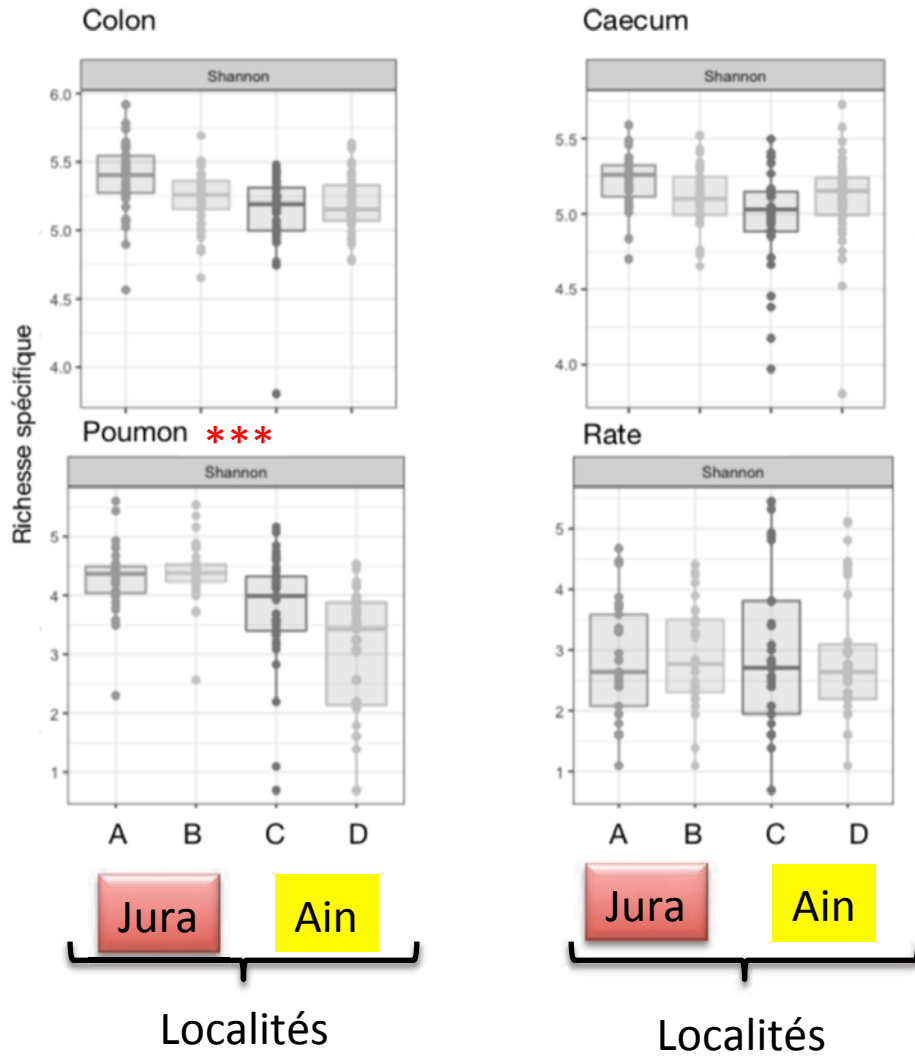 Colon
Caecum
Shannon
Shannon
6.0
5.5
5.0
4.5
4.0
5.5
5.0
4.5
4.0
Richesse spécifique
Poumon ***
Rate
Shannon
Shannon
5
4
3
2
1
5
4
3
2
1
A B C D
A B C D
Jura Ain
Jura Ain
Localités
Localités